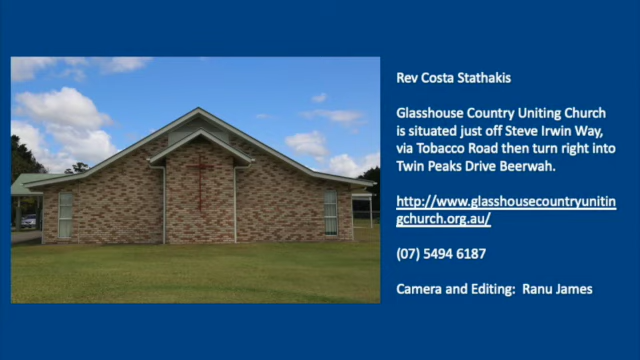 Rev Costa Stathakis
Glasshouse Country Uniting Church
is situated just off Steve Irwin Way,
via Tobacco Road then turn right into
Twin Peaks Drive Beerwah.
http://www.glasshousecountryunitin
gchurch.org.au/
(07) 5494 6187
Camera and Editing:  Ranu James